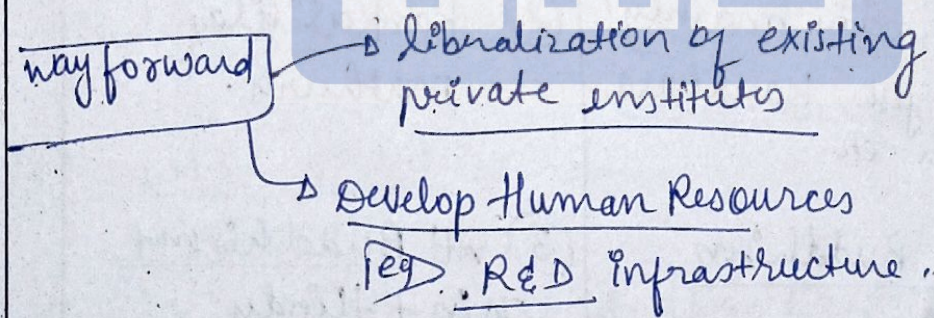 way forward
liberalization of existing
private institutes
Develop Human Resources
eg R&D Infrastructure.